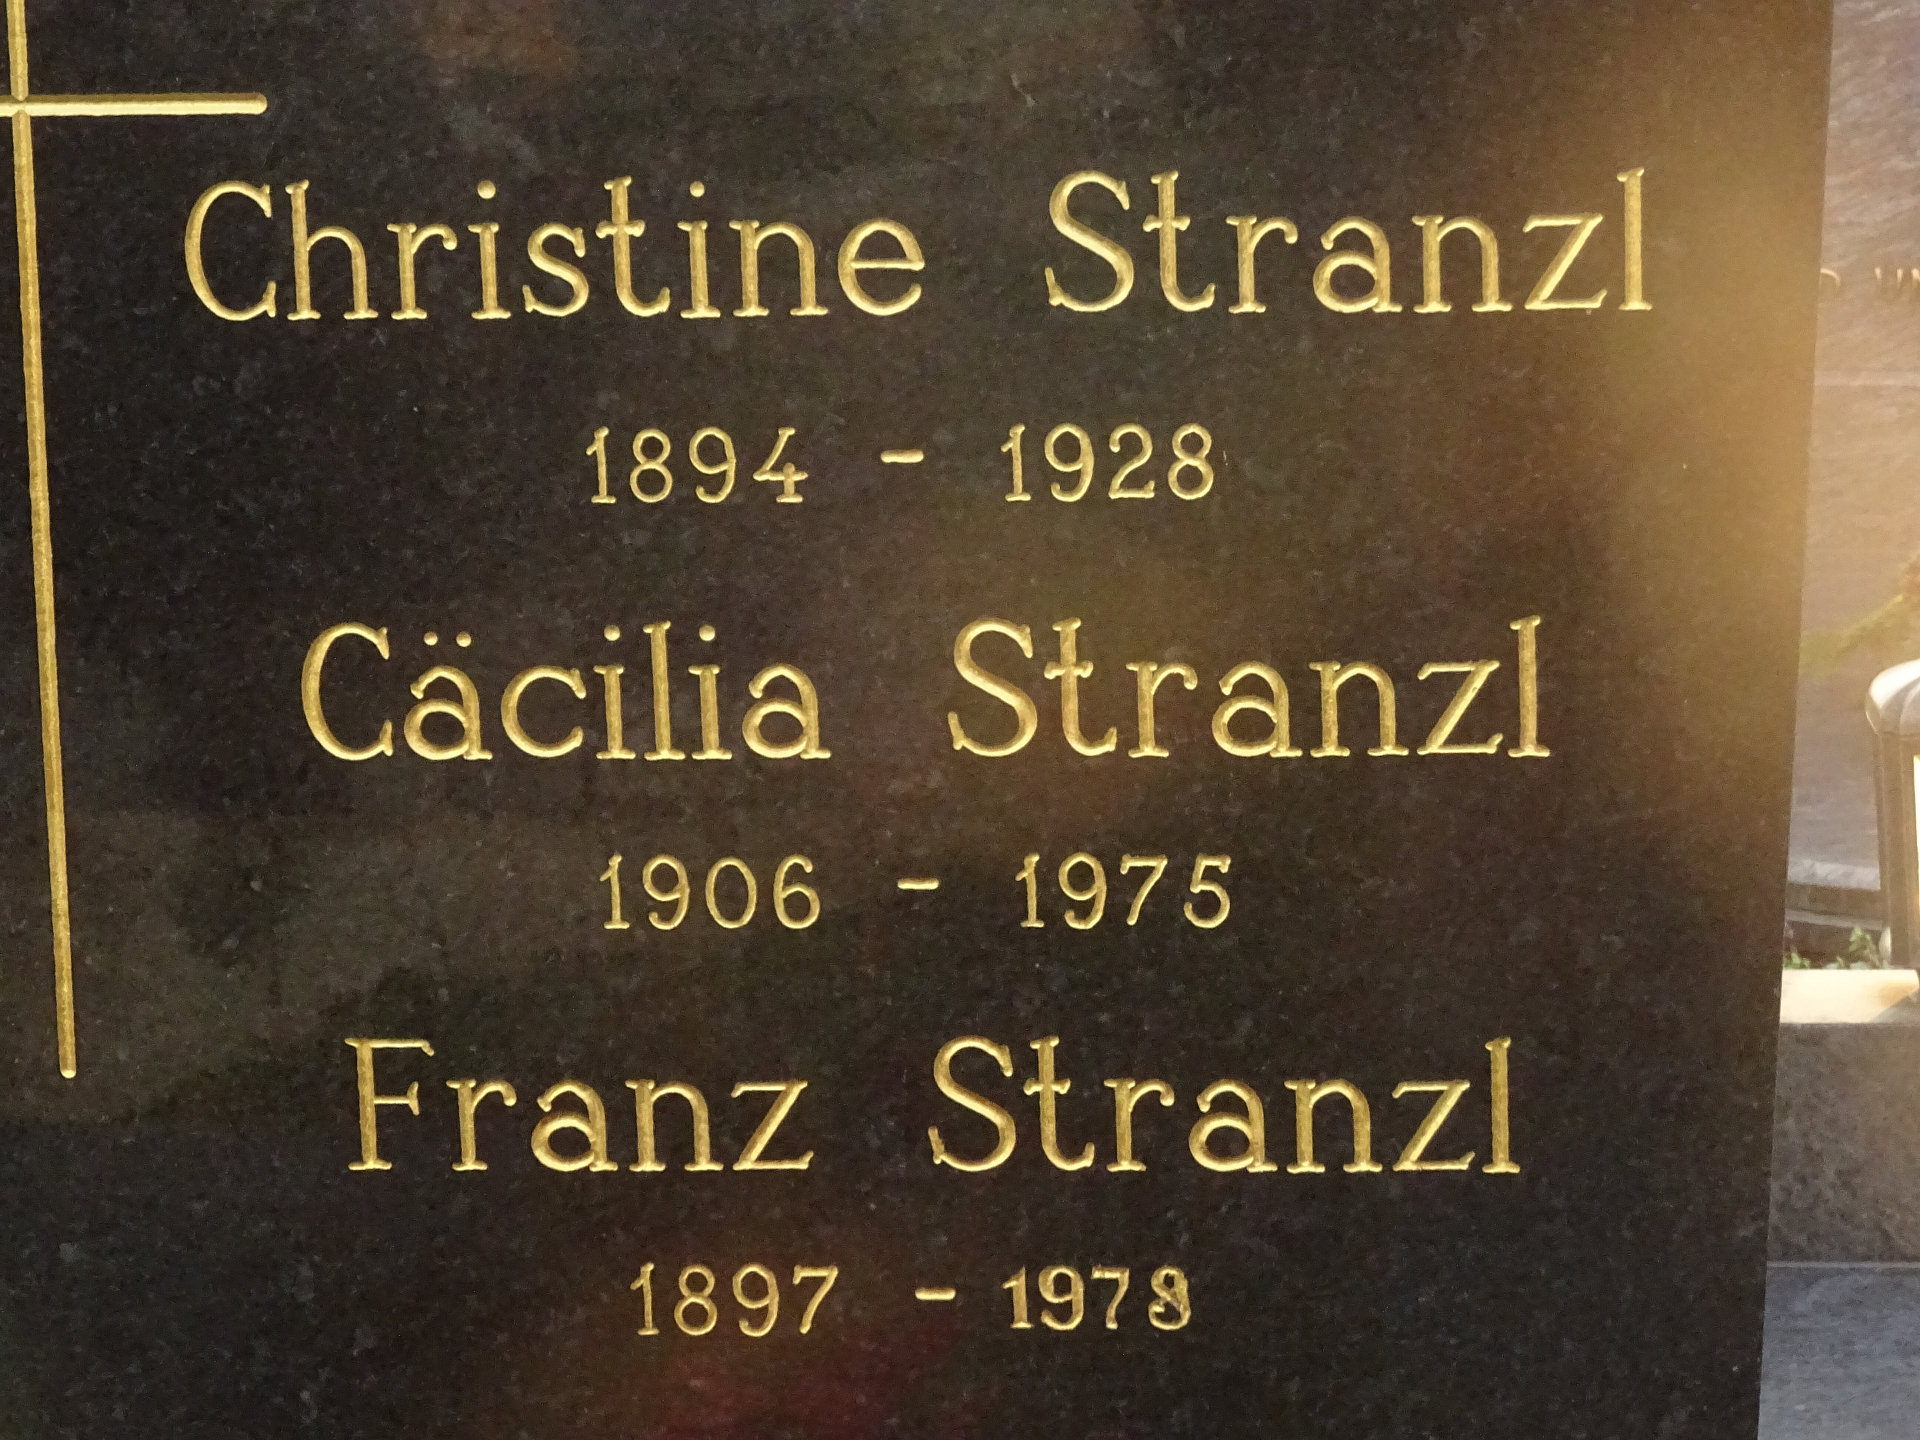 Christine Stranzl
1894 - 1928
Cäcilia Stranzl
1906 - 1975
Franz Stranzl
1897 -